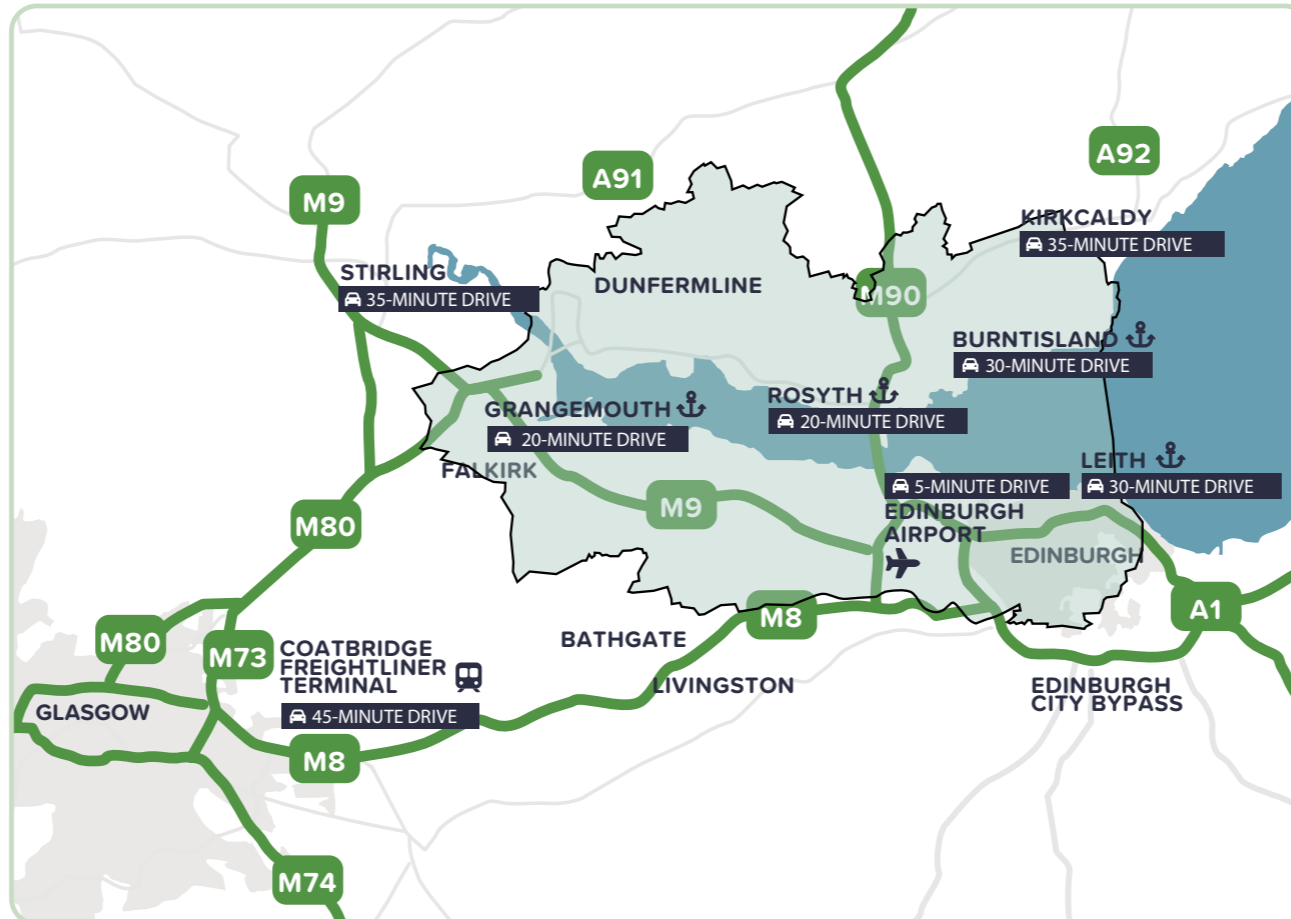 A92
A91
M9
KIRKCALDY
35-MINUTE DRIVE
STIRLING
35-MINUTE DRIVE
DUNFERMLINE
M90
BURNTISLAND
30-MINUTE DRIVE
ROSYTH
20-MINUTE DRIVE
GRANGEMOUTH
20-MINUTE DRIVE
FALKIRK
LEITH
30-MINUTE DRIVE
5-MINUTE DRIVE
EDINBURGH
AIRPORT
M9
M80
EDINBURGH
A1
M8
M80
M73
COATBRIDGE
FREIGHTLINER
TERMINAL
45-MINUTE DRIVE
BATHGATE
LIVINGSTON
EDINBURGH
CITY BYPASS
GLASGOW
M8
M74